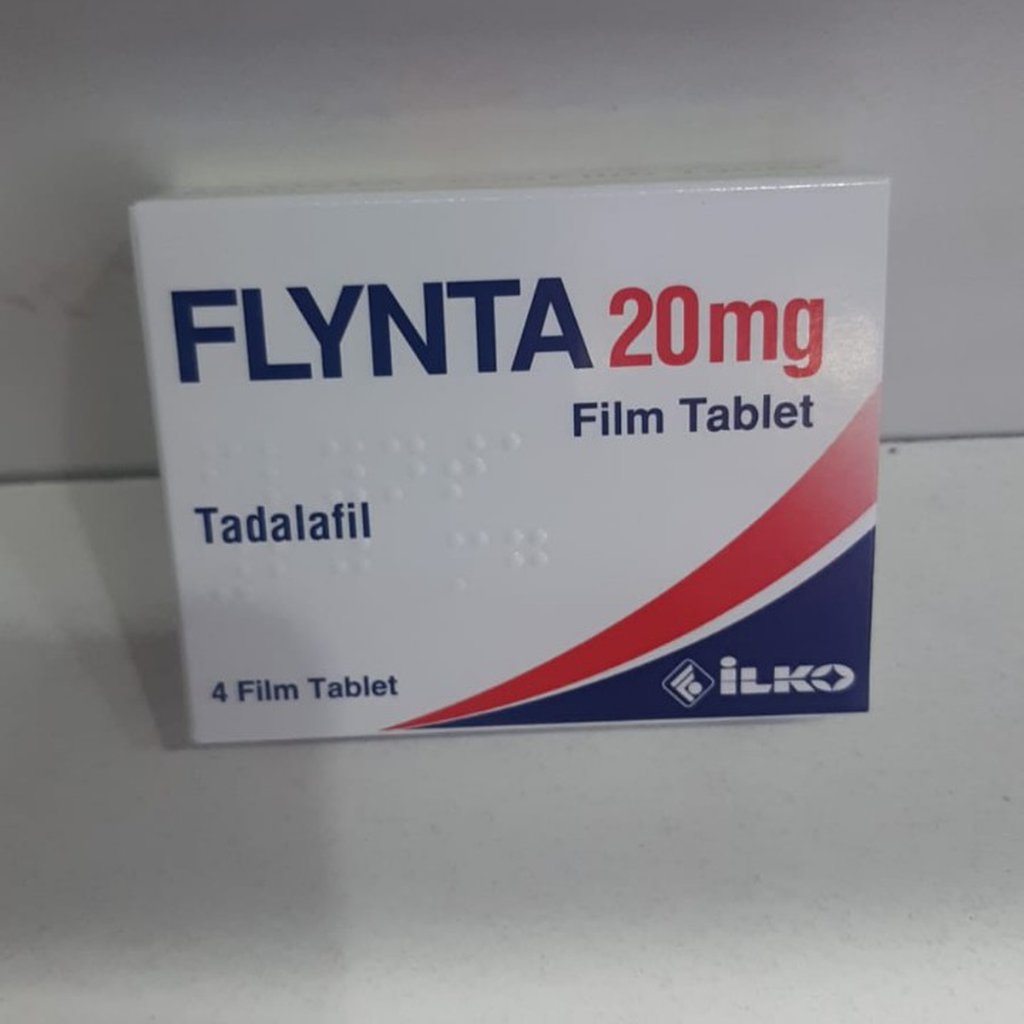 FLYNTA 20mg
Film Tablet
Tadalafil
4 Film Tablet
İLKO